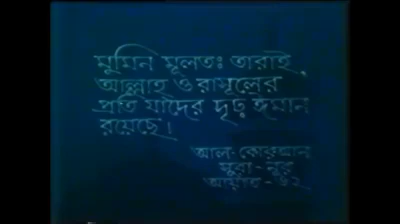 মুমিন মূলতঃ তারাই,
আল্লাহ ও রাসূলের
প্রতি যাদের দৃঢ় ঈমান
রয়েছে।
আল-কোরআন
সুরা-নুর
আয়াত-৬২